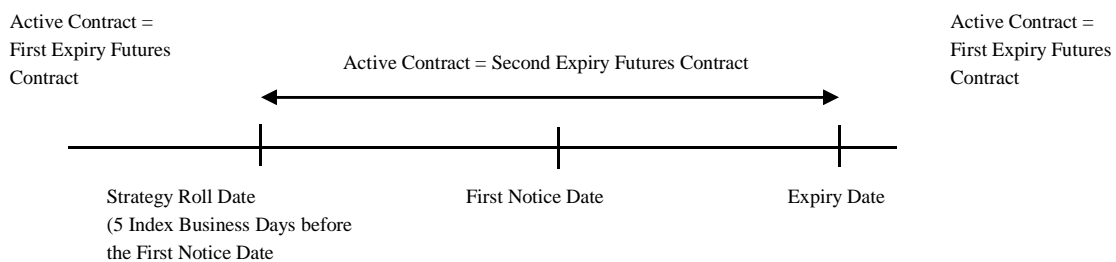 Active Contract =
First Expiry Futures
Contract
Active Contract = Second Expiry Futures Contract
Active Contract =
First Expiry Futures
Contract
Strategy Roll Date
(5 Index Business Days before
the First Notice Date
First Notice Date
Expiry Date